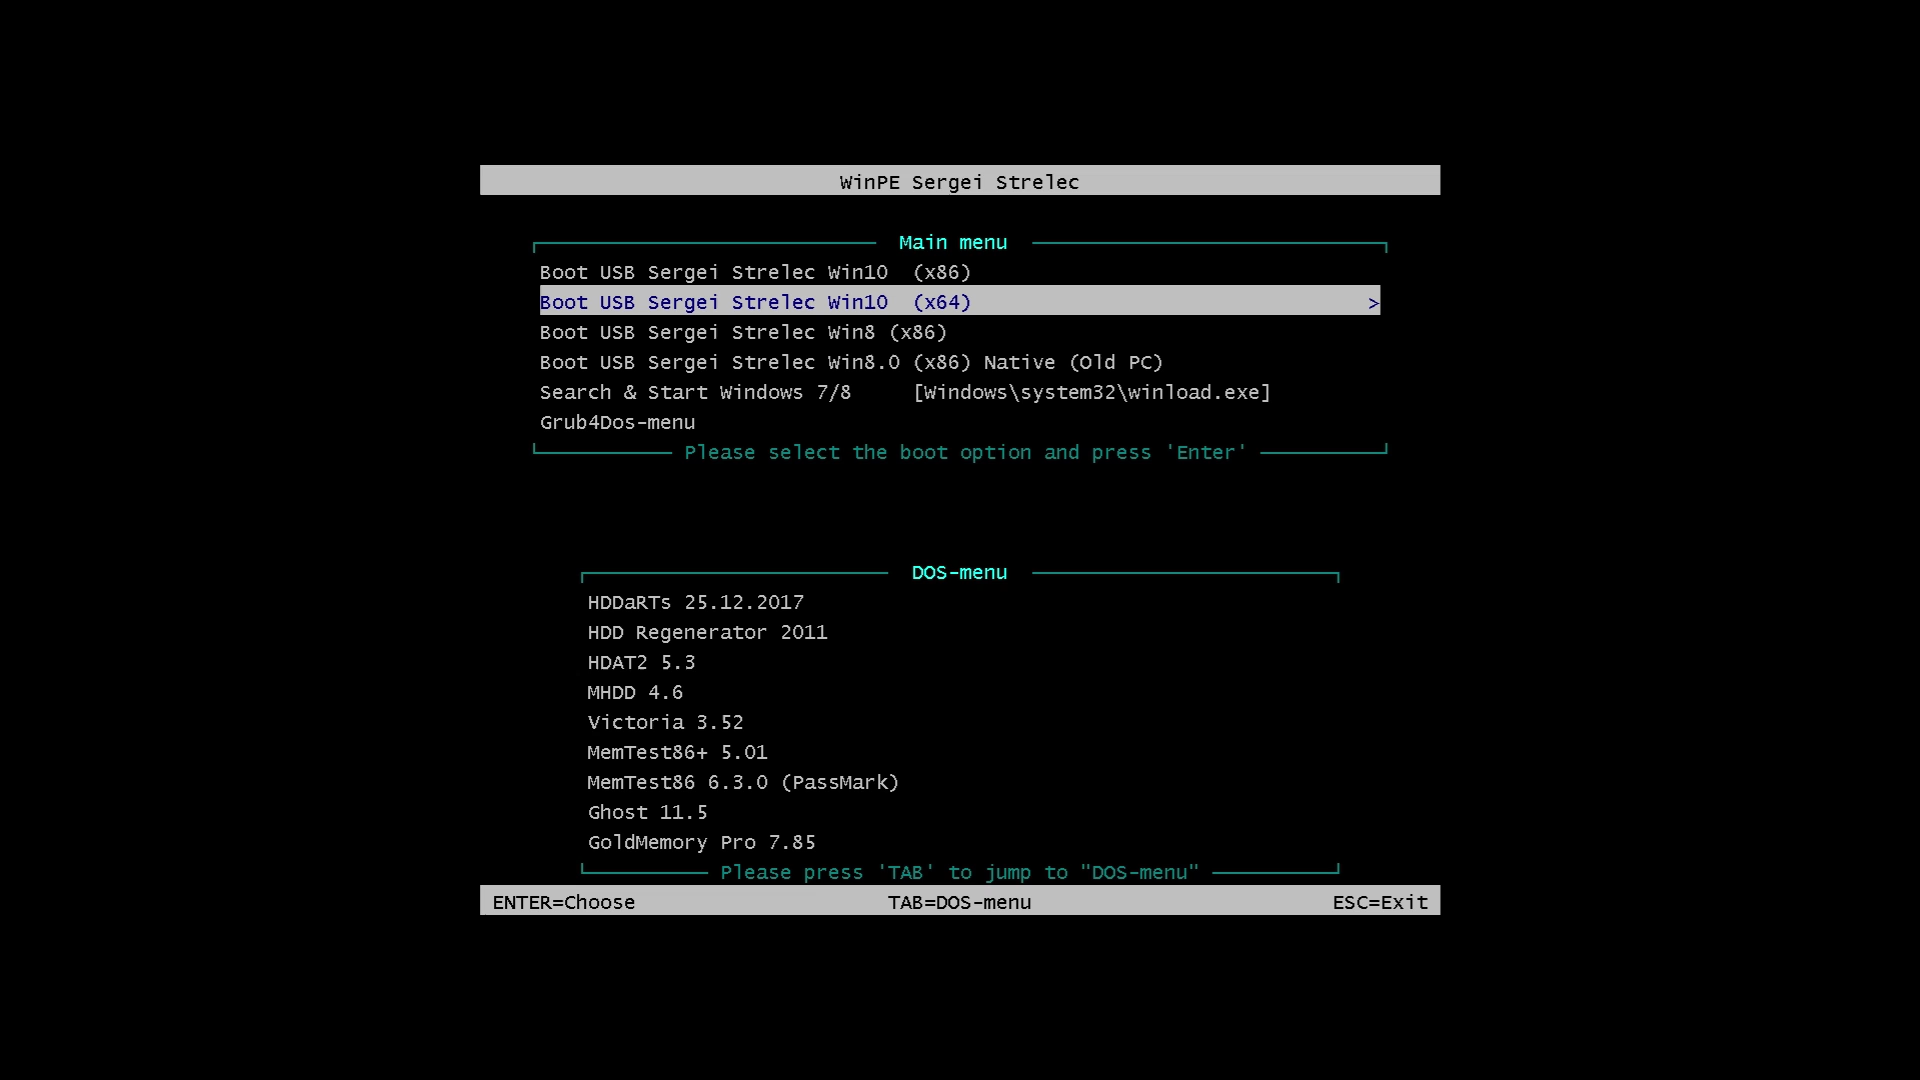 WinPE Sergei Strelec
Main menu
Boot USB Sergei Strelec Win10  (x86)
Boot USB Sergei Strelec Win10  (x64) >
Boot USB Sergei Strelec Win8 (x86)
Boot USB Sergei Strelec Win8.0 (x86) Native (Old PC)
Search & Start Windows 7/8     [Windows\system32\winload.exe]
Grub4Dos-menu
Please select the boot option and press 'Enter'
DOS-menu
HDDaRTs 25.12.2017
HDD Regenerator 2011
HDAT2 5.3
MHDD 4.6
Victoria 3.52
MemTest86+ 5.01
MemTest86 6.3.0 (PassMark)
Ghost 11.5
GoldMemory Pro 7.85
Please press 'TAB' to jump to "DOS-menu"
ENTER=Choose TAB=DOS-menu ESC=Exit